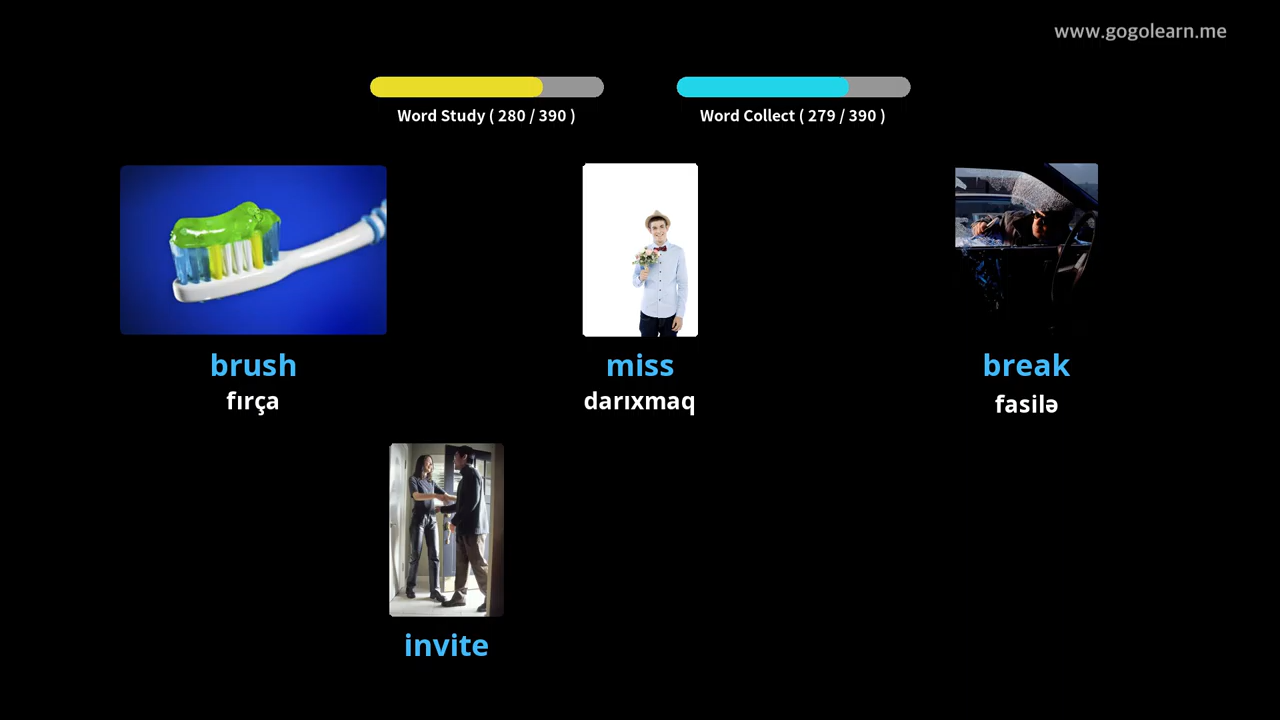 www.gogolearn.me
Word Study ( 280 / 390 )
Word Collect ( 279 / 390 )
brush
miss
break
fırça
darıxmaq
fasilə
invite